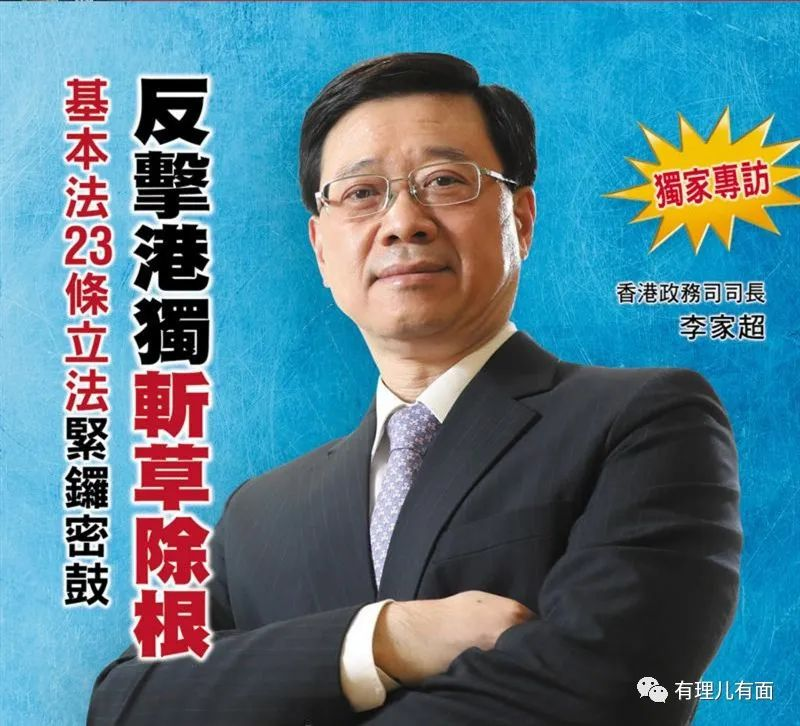 反擊港獨斬草除根
基本法23條立法緊鑼密鼓
獨家專訪
香港政務司司長
李家超
有理儿有面